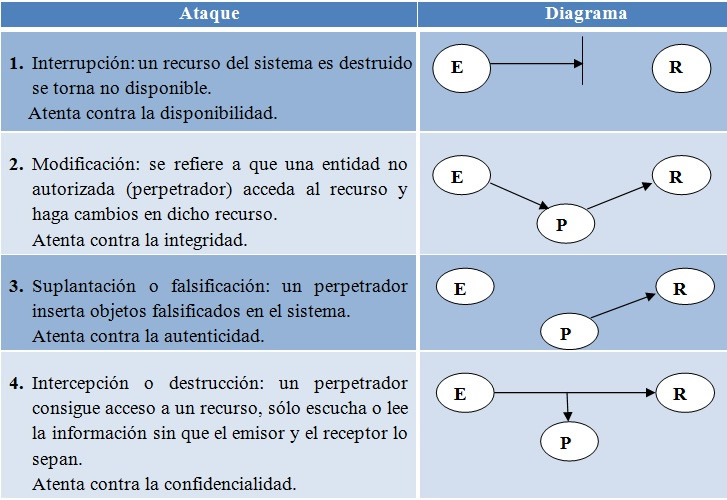 Ataque
Diagrama
1. Interrupción: un recurso del sistema es destruido
se torna no disponible.
Atenta contra la disponibilidad.
E
R
2. Modificación: se refiere a que una entidad no
autorizada (perpetrador) acceda al recurso y
haga cambios en dicho recurso.
Atenta contra la integridad.
E
R
P
3. Suplantación o falsificación: un perpetrador
inserta objetos falsificados en el sistema.
Atenta contra la autenticidad.
E
R
P
4. Intercepción o destrucción: un perpetrador
consigue acceso a un recurso, sólo escucha o lee
la información sin que el emisor y el receptor lo
sepan.
Atenta contra la confidencialidad.
E
R
P